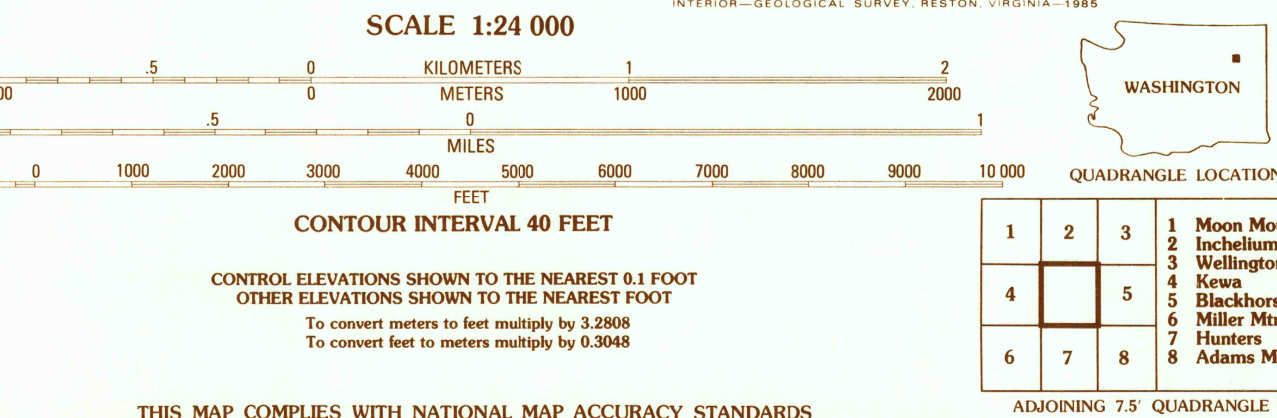 INTERIOR—GEOLOGICAL SURVEY, RESTON, VIRGINIA—1985
SCALE 1:24 000
.5 0 KILOMETERS 1 2
0 METERS 1000 2000
.5 0 1
MILES
0 1000 2000 3000 4000 5000 6000 7000 8000 9000 10 000
FEET
CONTOUR INTERVAL 40 FEET
CONTROL ELEVATIONS SHOWN TO THE NEAREST 0.1 FOOT
OTHER ELEVATIONS SHOWN TO THE NEAREST FOOT
To convert meters to feet multiply by 3.2808
To convert feet to meters multiply by 0.3048
THIS MAP COMPLIES WITH NATIONAL MAP ACCURACY STANDARDS
WASHINGTON
QUADRANGLE LOCATION
1 2 3
4 5
6 7 8
1 Moon
2 Inchelium
3 Wellington
4 Kewa
5
6 Miller Mtn
7 Hunters
8 Adams
ADJOINING 7.5' QUADRANGLE